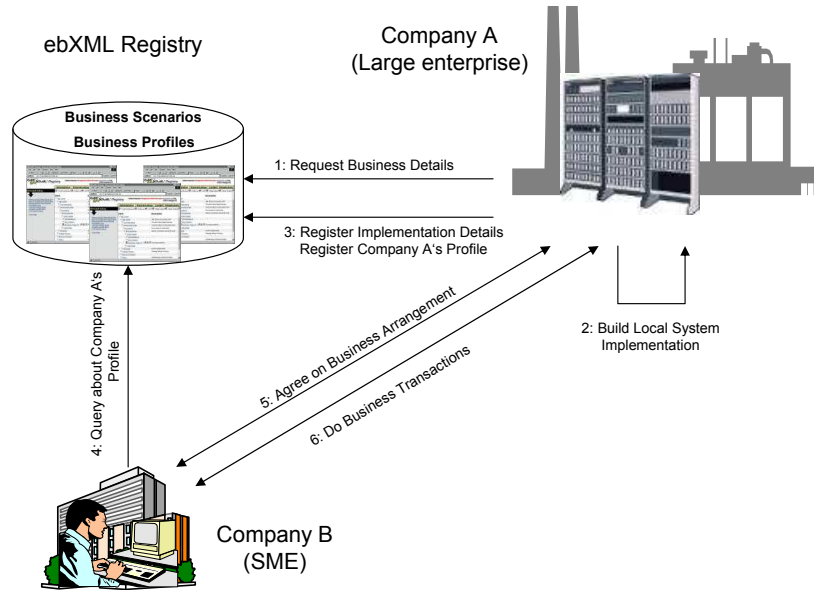 ebXML Registry
Company A
(Large enterprise)
Business Scenarios
Business Profiles
1: Request Business Details
3: Register Implementation Details
Register Company A's Profile
2: Build Local System
Implementation
4: Query about Company A's
Profile
5: Agree on Business Arrangement
6: Do Business Transactions
Company B
(SME)